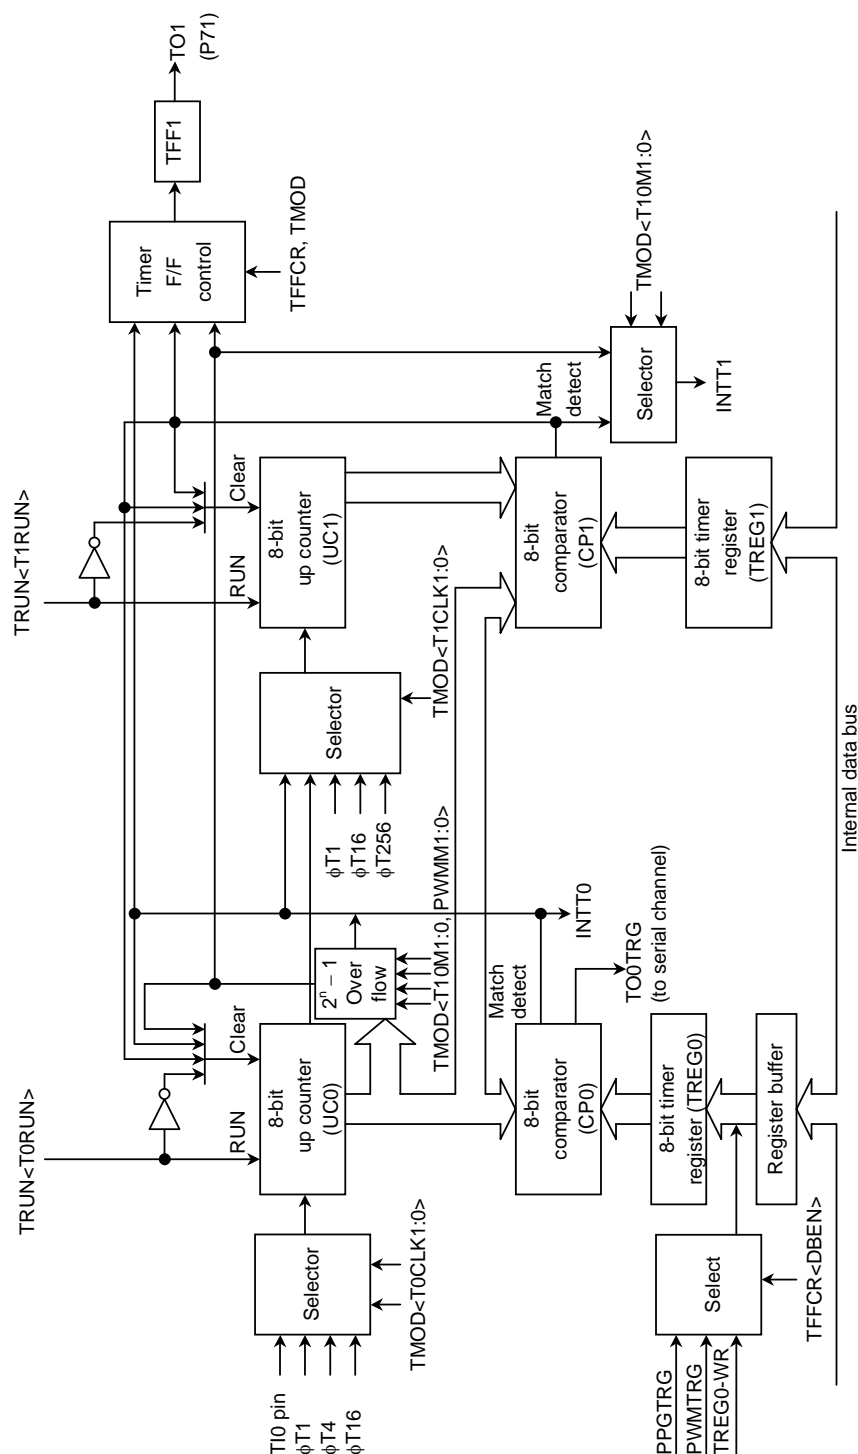 TRUN<T0RUN>
TRUN<T1RUN>
RUN
Clear
RUN
Clear
TI0 pin
ϕT1
ϕT4
ϕT16
Selector
TMOD<T0CLK1:0>
8-bit
up counter
(UC0)
2ⁿ – 1
Over
flow
TMOD<T10M1:0, PWMM1:0>
ϕT1
ϕT16
ϕT256
Selector
TMOD<T1CLK1:0>
8-bit
up counter
(UC1)
Timer
F/F
control
TFFCR, TMOD
TFF1
TO1
(P71)
8-bit
comparator
(CP0)
Match
detect
INTT0
TO0TRG
(to serial channel)
8-bit
comparator
(CP1)
Match
detect
Selector
TMOD<T10M1:0>
INTT1
PPGTRG
PWMTRG
TREG0-WR
Select
TFFCR<DBEN>
8-bit timer
register (TREG0)
Register buffer
8-bit timer
register
(TREG1)
Internal data bus